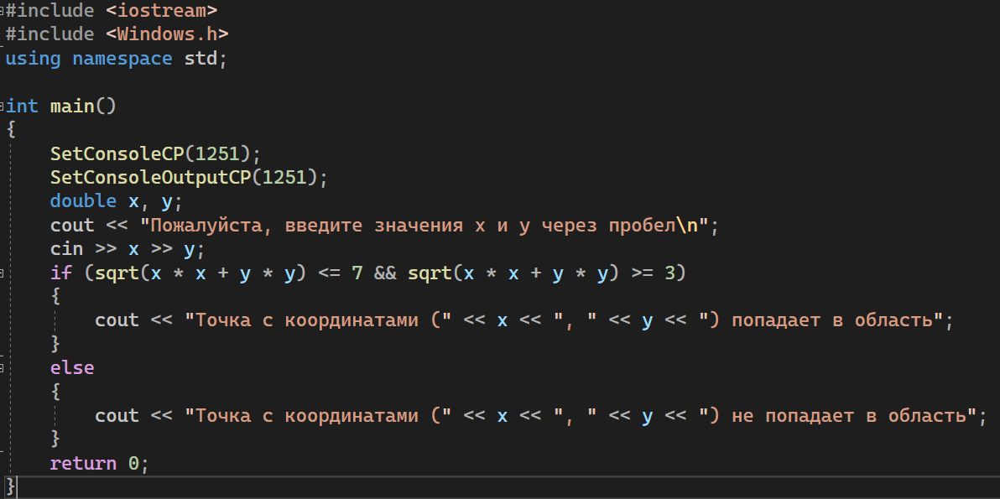 #include <iostream>
#include <Windows.h>
using namespace std;
int main()
{
SetConsoleCP(1251);
SetConsoleOutputCP(1251);
double x, y;
cout << "Пожалуйста, введите значения x и y через пробел\n";
cin >> x >> y;
if (sqrt(x * x + y * y) <= 7 && sqrt(x * x + y * y) >= 3)
{
cout << "Точка с координатами (" << x << ", " << y << ") попадает в область";
}
else
{
cout << "Точка с координатами (" << x << ", " << y << ") не попадает в область";
}
return 0;
}